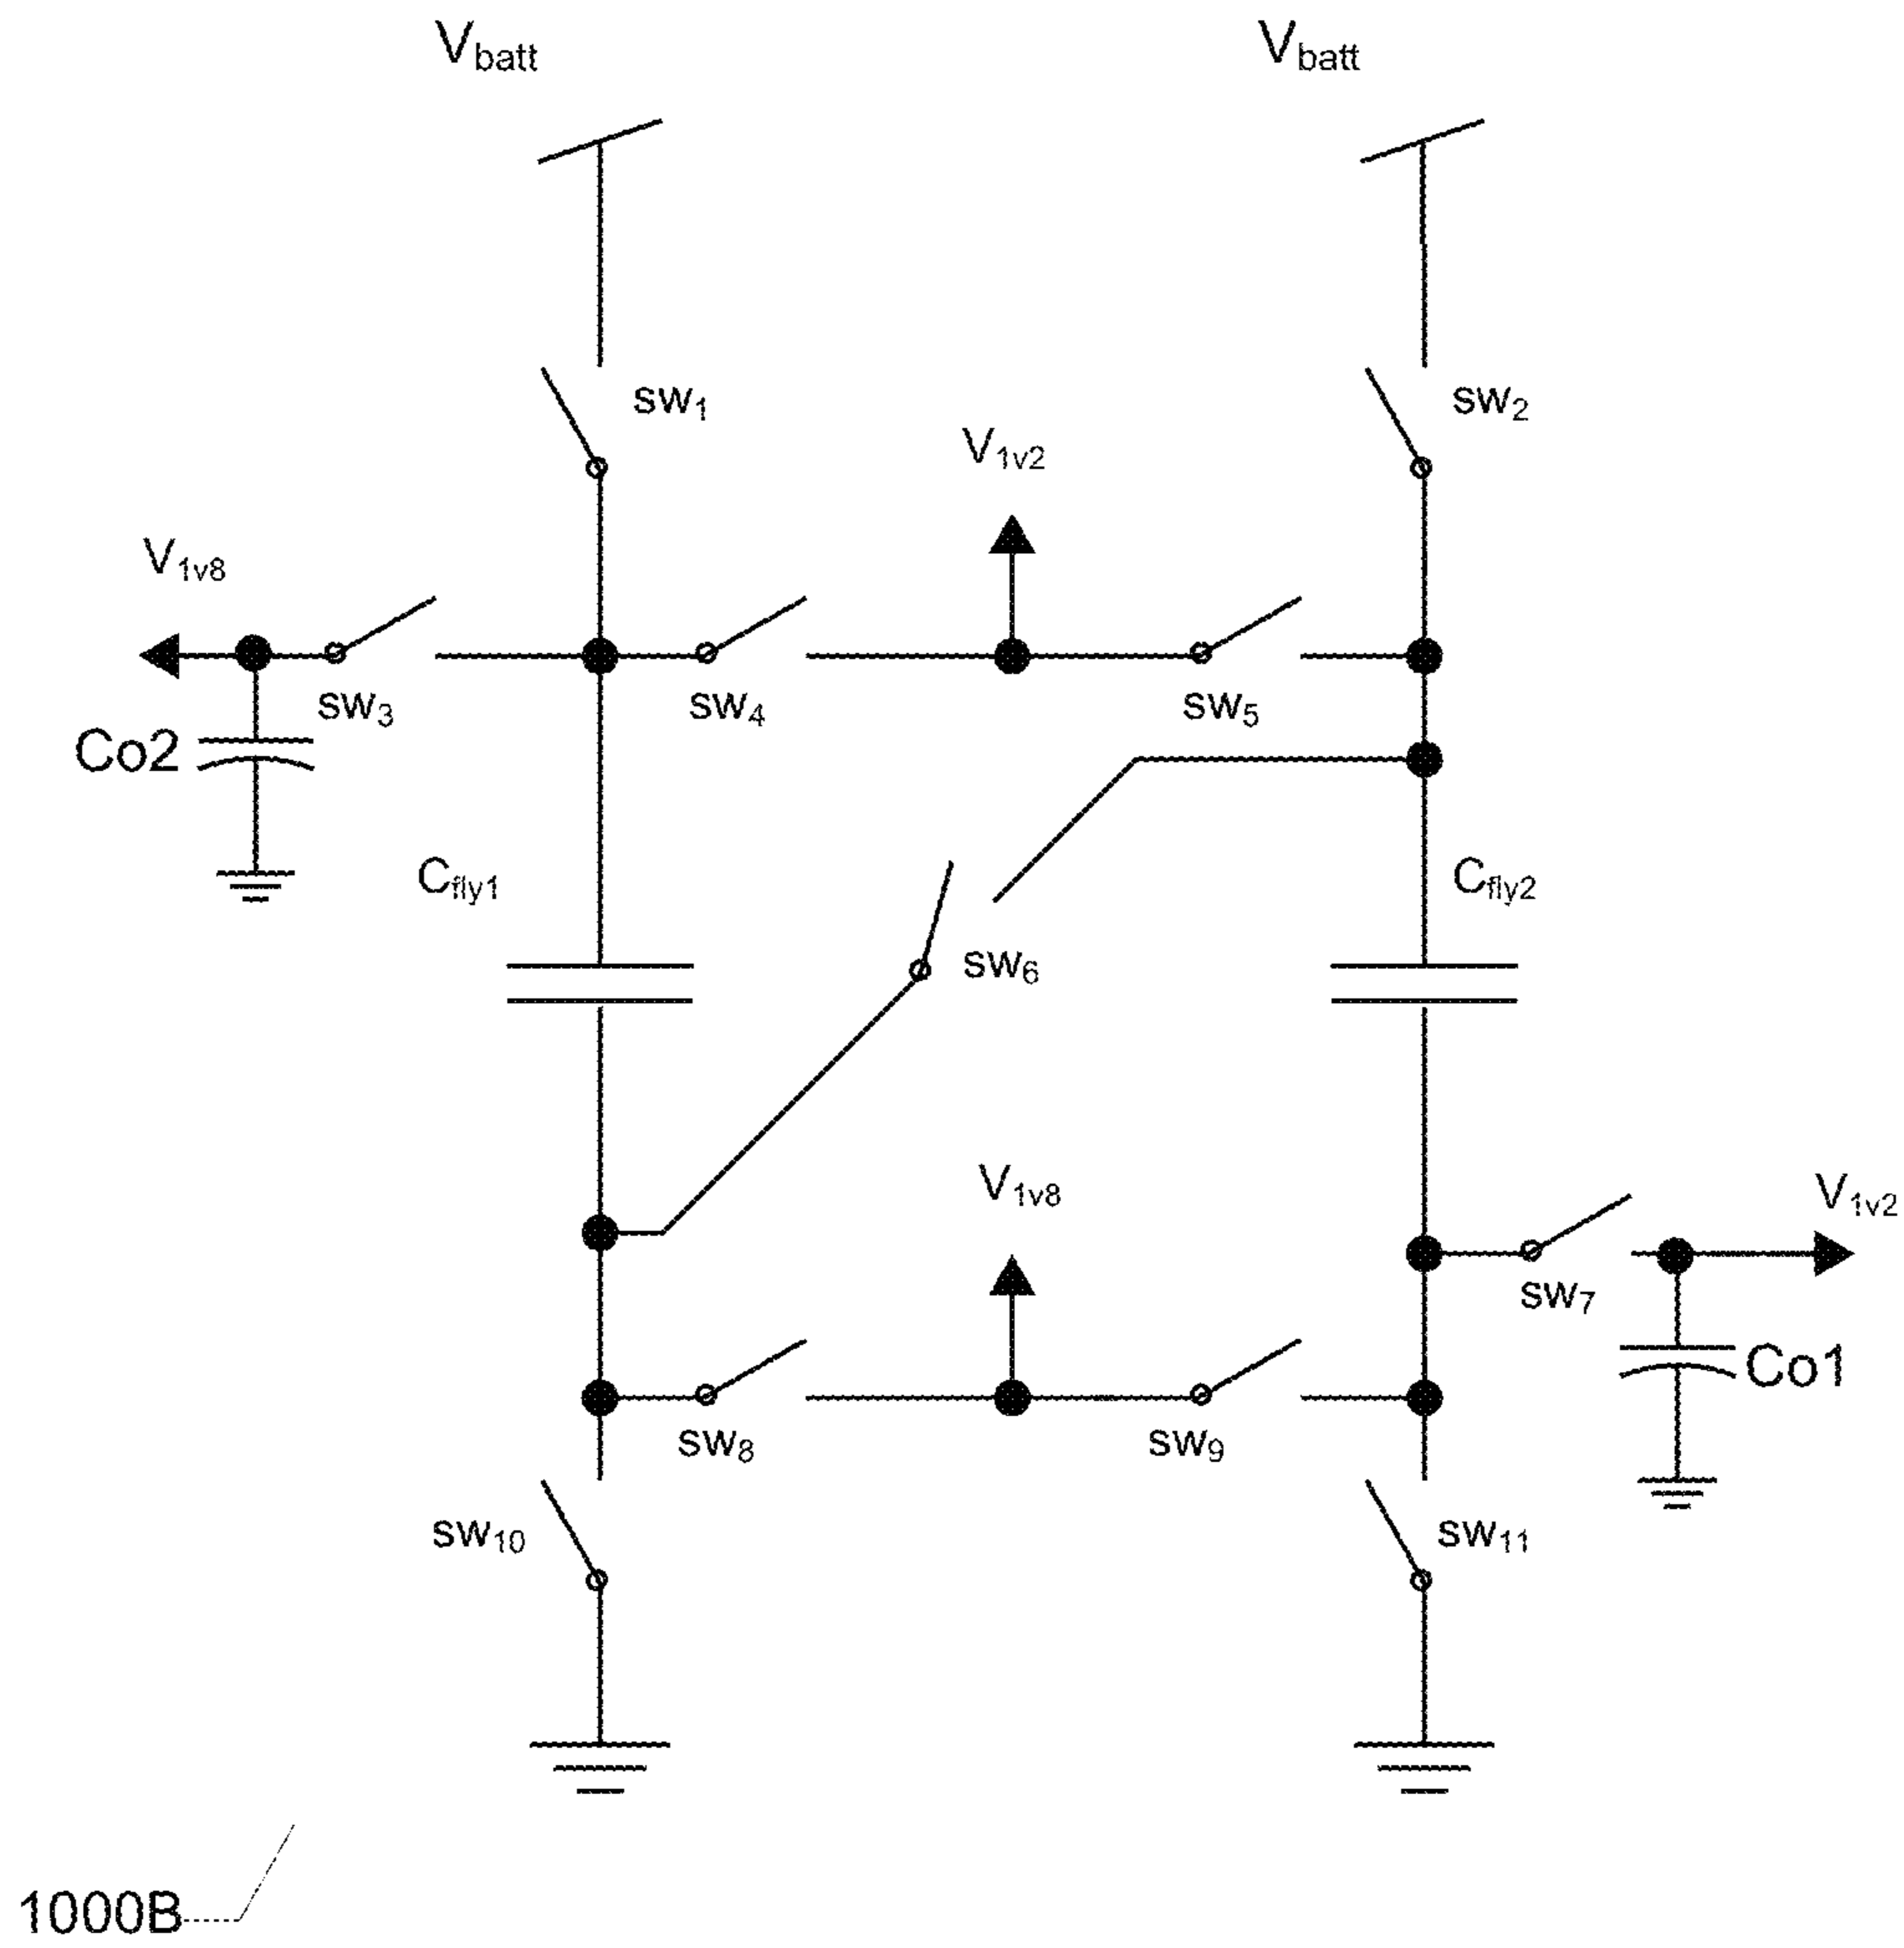 Vbatt Vbatt
sw1 sw2
V1v2
V1v8
sw3 sw4 sw5
Co2
Cfly1 Cfly2
sw6
V1v8 V1v2
sw7
Co1
sw8 sw9
sw10 sw11
1000B